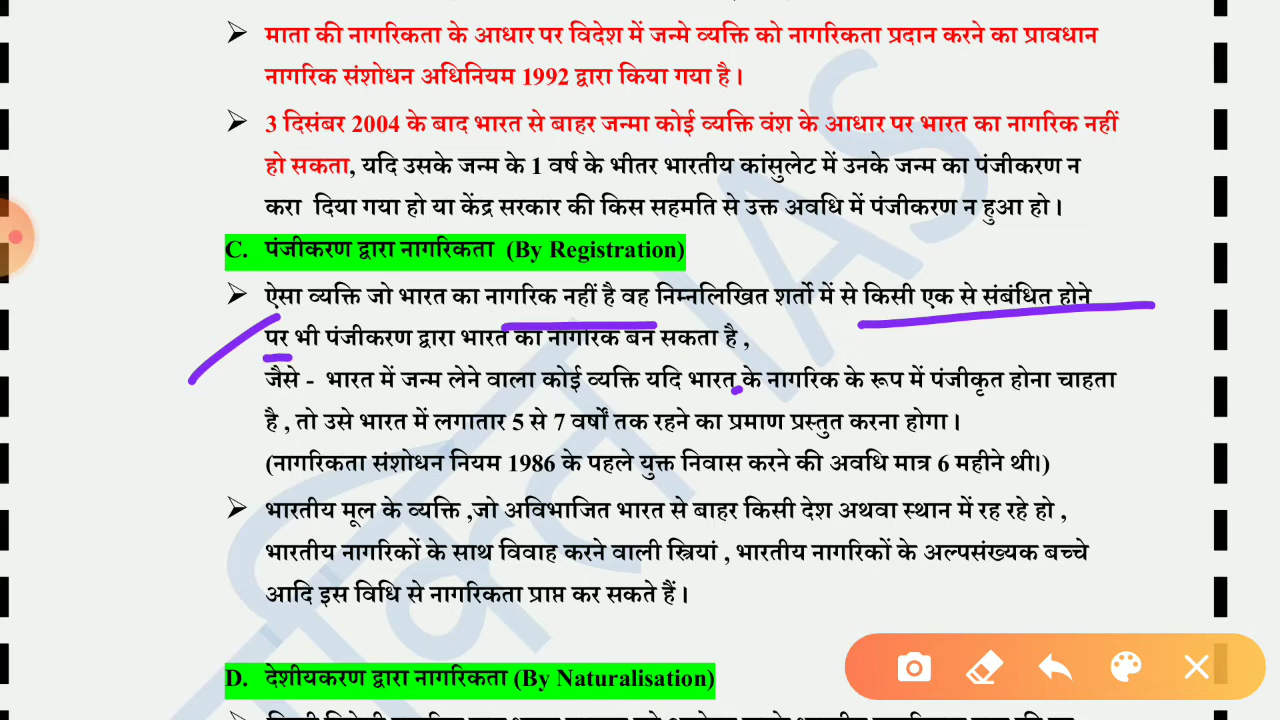 माता की नागरिकता के आधार पर विदेश में जन्मे व्यक्ति को नागरिकता प्रदान करने का प्रावधान
नागरिक संशोधन अधिनियम 1992 द्वारा किया गया है।
3 दिसंबर 2004 के बाद भारत से बाहर जन्मा कोई व्यक्ति वंश के आधार पर भारत का नागरिक नहीं
हो सकता, यदि उसके जन्म के 1 वर्ष के भीतर भारतीय कांसुलेट में उनके जन्म का पंजीकरण न
करा दिया गया हो या केंद्र सरकार की किस सहमति से उक्त अवधि में पंजीकरण न हुआ हो।
C. पंजीकरण द्वारा नागरिकता (By Registration)
ऐसा व्यक्ति जो भारत का नागरिक नहीं है वह निम्नलिखित शर्तो में से किसी एक से संबंधित होने
पर भी पंजीकरण द्वारा भारत का नागरिक बन सकता है ,
जैसे - भारत में जन्म लेने वाला कोई व्यक्ति यदि भारत के नागरिक के रूप में पंजीकृत होना चाहता
है , तो उसे भारत में लगातार 5 से 7 वर्षों तक रहने का प्रमाण प्रस्तुत करना होगा।
(नागरिकता संशोधन नियम 1986 के पहले युक्त निवास करने की अवधि मात्र 6 महीने थी।)
भारतीय मूल के व्यक्ति ,जो अविभाजित भारत से बाहर किसी देश अथवा स्थान में रह रहे हो ,
भारतीय नागरिकों के साथ विवाह करने वाली स्त्रियां , भारतीय नागरिकों के अल्पसंख्यक बच्चे
आदि इस विधि से नागरिकता प्राप्त कर सकते हैं।
D. देशीयकरण द्वारा नागरिकता (By Naturalisation)
IAS